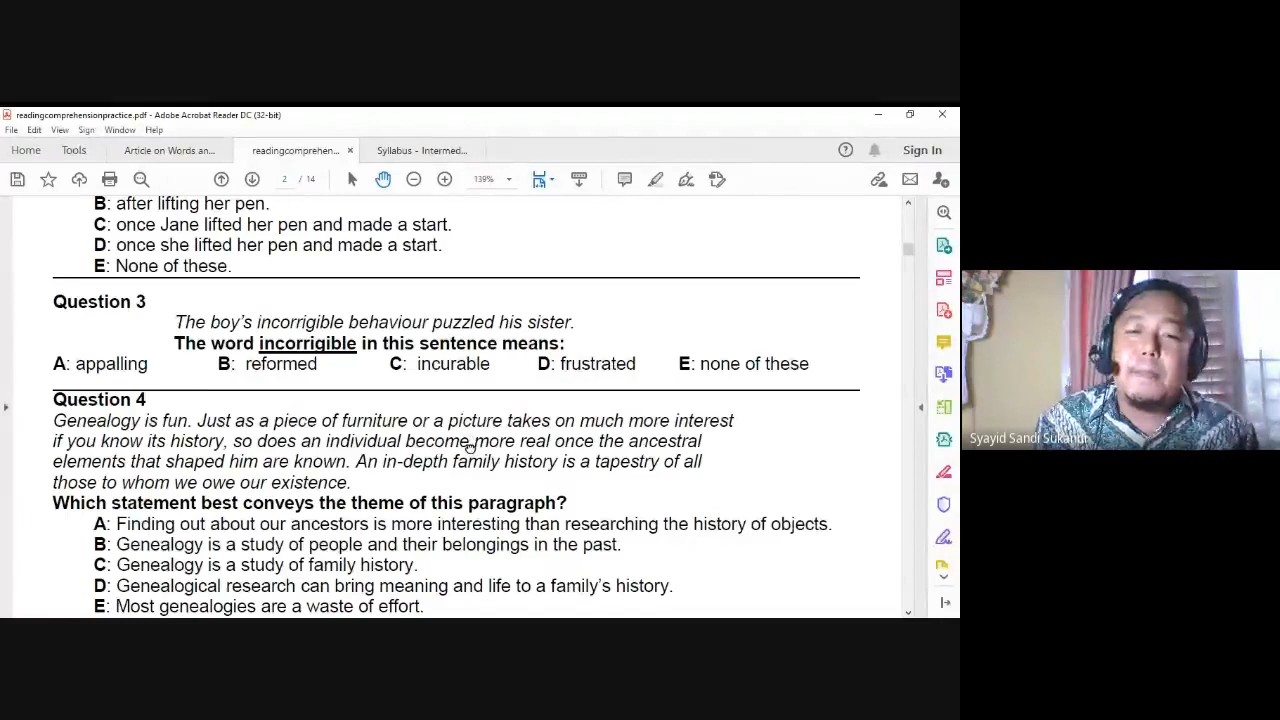 readingcomprehensionpractice.pdf - Adobe Acrobat Reader DC (32-bit)
File Edit View Sign Window Help
Home Tools Article on Words an... readingcomprehen... Syllabus - Intermed... Sign In
2 / 14 139%
B: after lifting her pen.
C: once Jane lifted her pen and made a start.
D: once she lifted her pen and made a start.
E: None of these.
Question 3
The boy's incorrigible behaviour puzzled his sister.
The word incorrigible in this sentence means:
A: appalling B: reformed C: incurable D: frustrated E: none of these
Question 4
Genealogy is fun. Just as a piece of furniture or a picture takes on much more interest
if you know its history, so does an individual become more real once the ancestral
elements that shaped him are known. An in-depth family history is a tapestry of all
those to whom we owe our existence.
Which statement best conveys the theme of this paragraph?
A: Finding out about our ancestors is more interesting than researching the history of objects.
B: Genealogy is a study of people and their belongings in the past.
C: Genealogy is a study of family history.
D: Genealogical research can bring meaning and life to a family's history.
E: Most genealogies are a waste of effort.
Syayid Sandi Sukandi